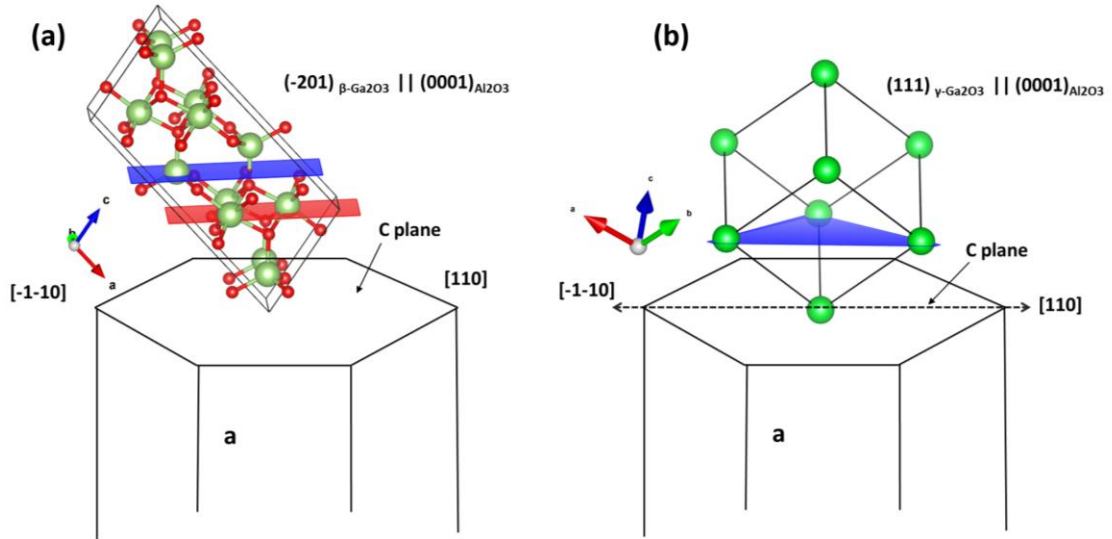 (a)
(-201) β-Ga2O3 || (0001)Al2O3
c
b
a
C plane
[-1-10]
[110]
a
(b)
(111) γ-Ga2O3 || (0001)Al2O3
c
a
b
C plane
[-1-10]
[110]
a